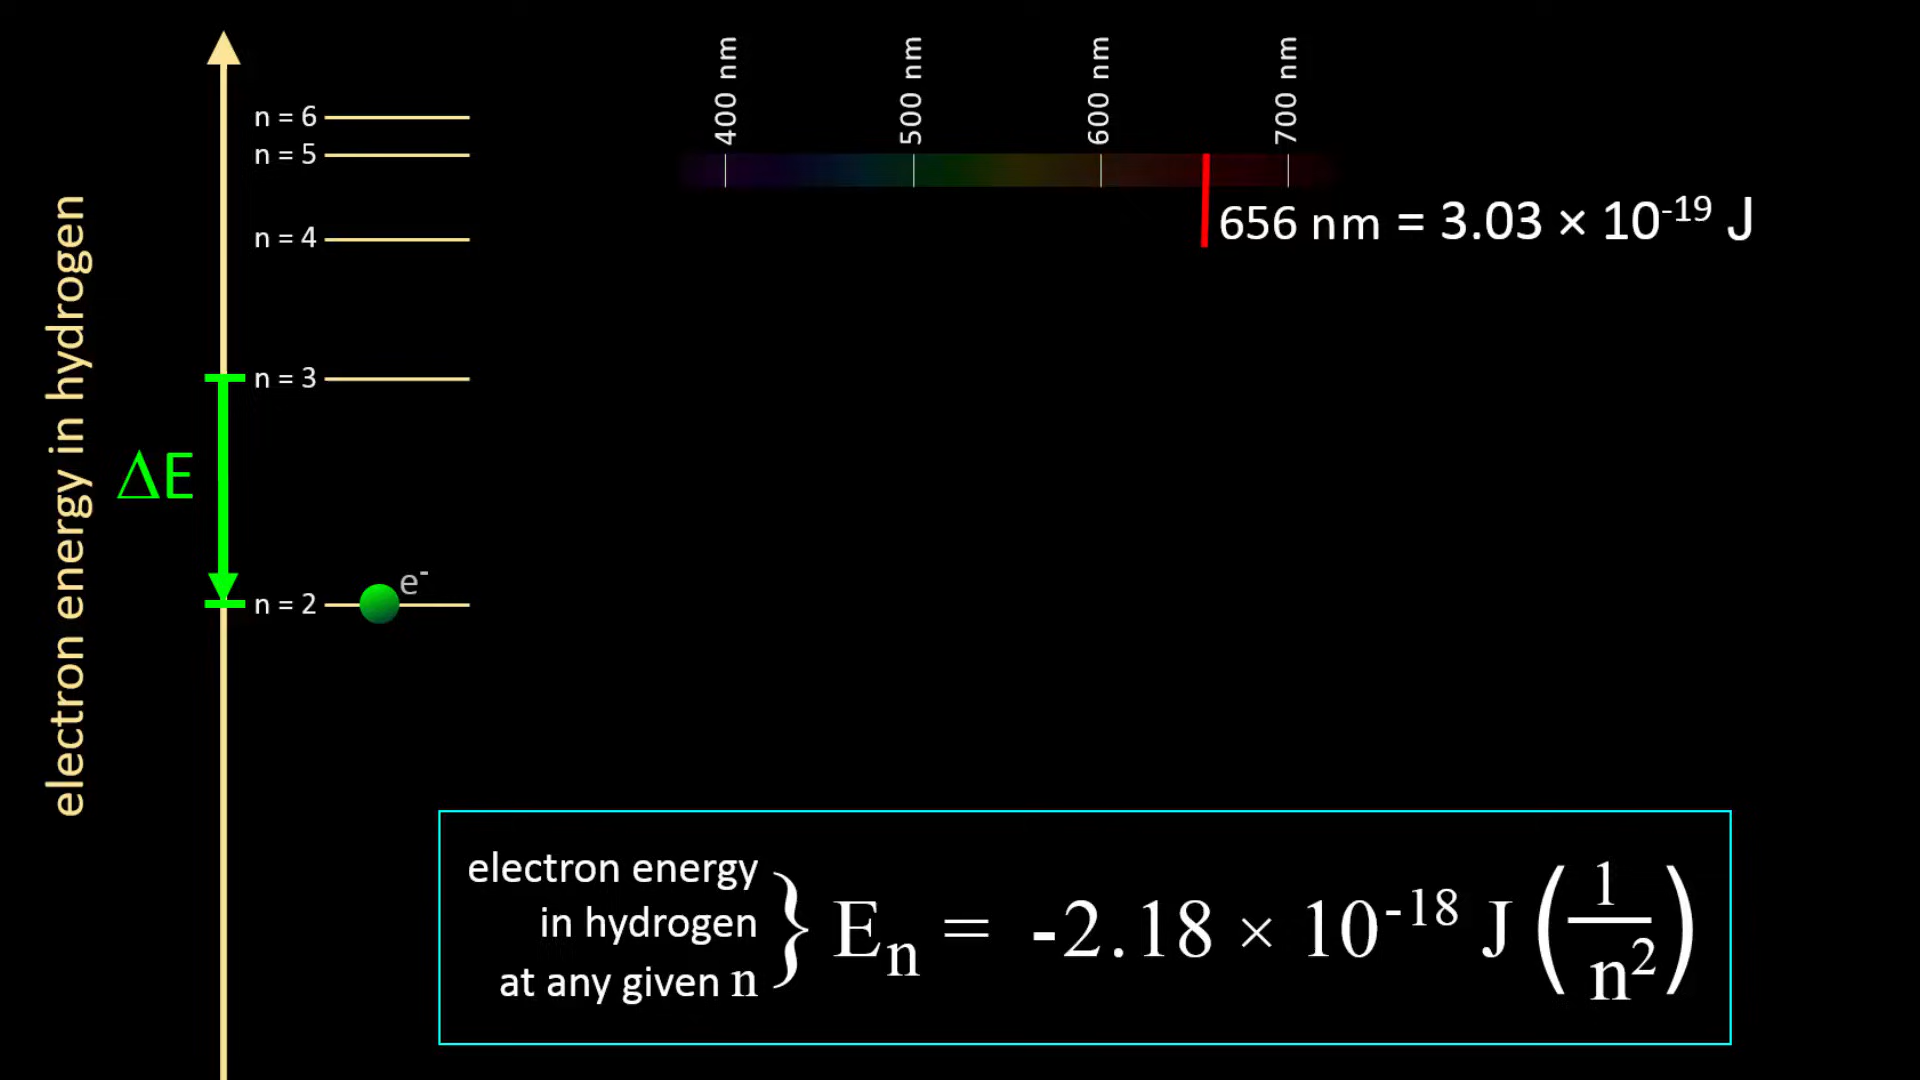 electron energy in hydrogen
n = 6
n = 5
n = 4
n = 3
n = 2
ΔE
e⁻
400 nm
500 nm
600 nm
700 nm
656 nm = 3.03 × 10⁻¹⁹ J
electron energy
in hydrogen
at any given n
} Eₙ = -2.18 × 10⁻¹⁸ J (1/n²)